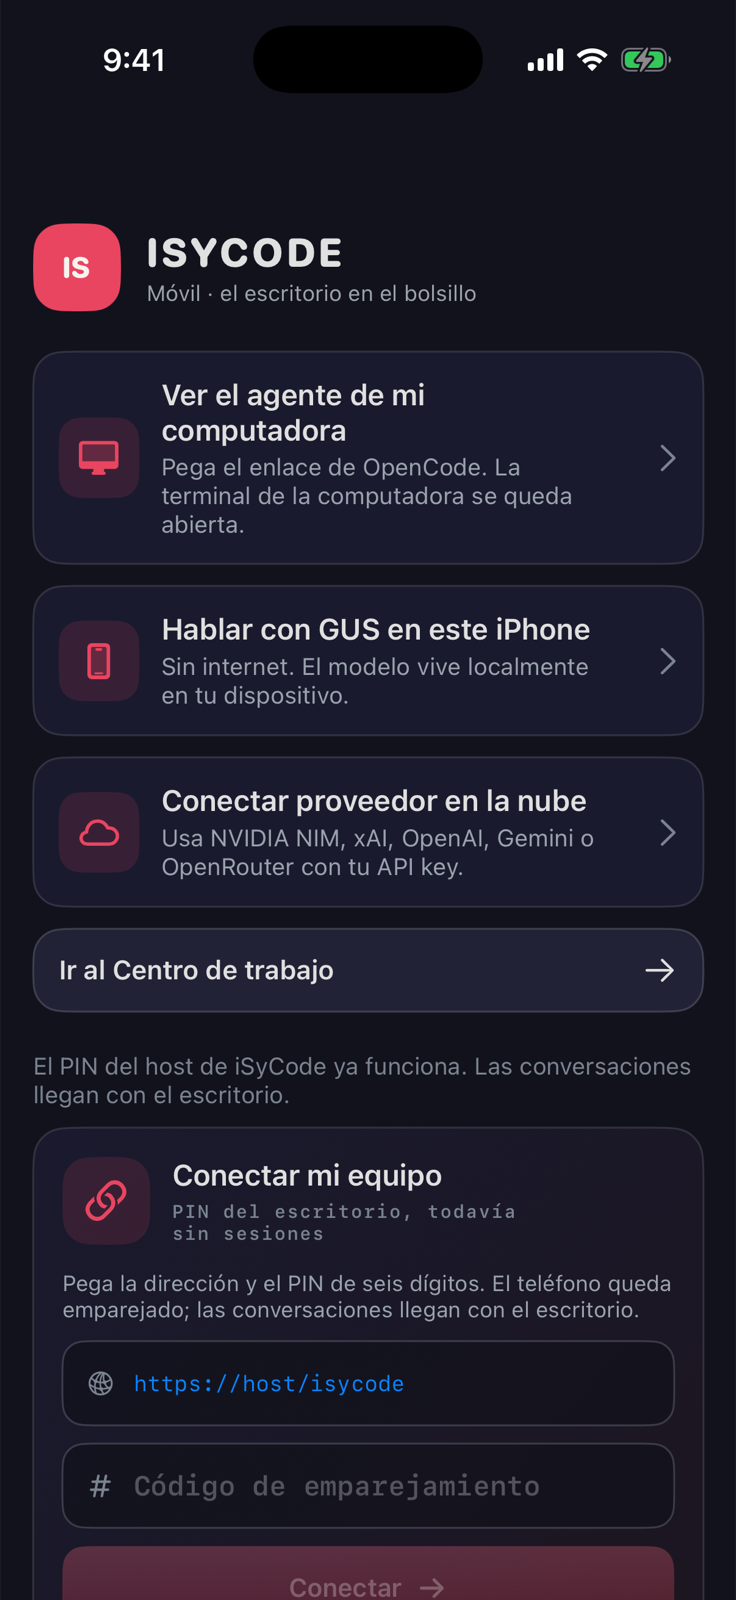 9:41
IS
ISYCODE
Móvil · el escritorio en el bolsillo
Ver el agente de mi
computadora
Pega el enlace de OpenCode. La
terminal de la computadora se queda
abierta.
Hablar con GUS en este iPhone
Sin internet. El modelo vive localmente
en tu dispositivo.
Conectar proveedor en la nube
Usa NVIDIA NIM, xAI, OpenAI, Gemini o
OpenRouter con tu API key.
Ir al Centro de trabajo
El PIN del host de iSyCode ya funciona. Las conversaciones
llegan con el escritorio.
Conectar mi equipo
PIN del escritorio, todavía
sin sesiones
Pega la dirección y el PIN de seis dígitos. El teléfono queda
emparejado; las conversaciones llegan con el escritorio.
https://host/isycode
# Código de emparejamiento
Conectar →